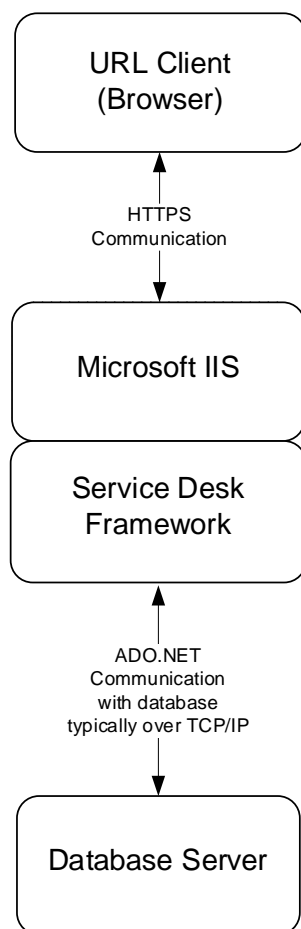 URL Client
(Browser)
HTTPS
Communication
Microsoft IIS
Service Desk
Framework
ADO.NET
Communication
with database
typically over TCP/IP
Database Server